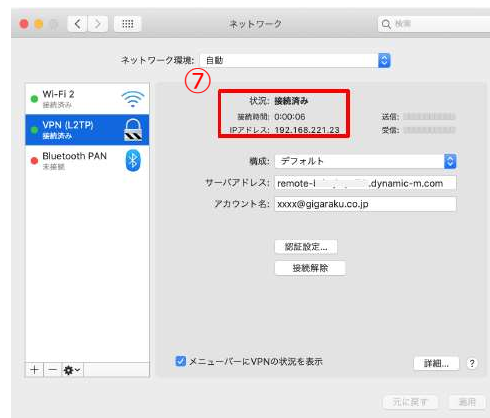 ネットワーク
検索
ネットワーク環境: 自動
⑦
Wi-Fi 2
接続済み
VPN (L2TP)
接続済み
Bluetooth PAN
未接続
状況: 接続済み
接続時間: 0:00:06
IPアドレス: 192.168.221.23
送信:
受信:
構成: デフォルト
サーバアドレス: remote- .dynamic-m.com
アカウント名: xxxx@gigaraku.co.jp
認証設定...
接続解除
メニューバーにVPNの状況を表示
詳細... ?
元に戻す 適用